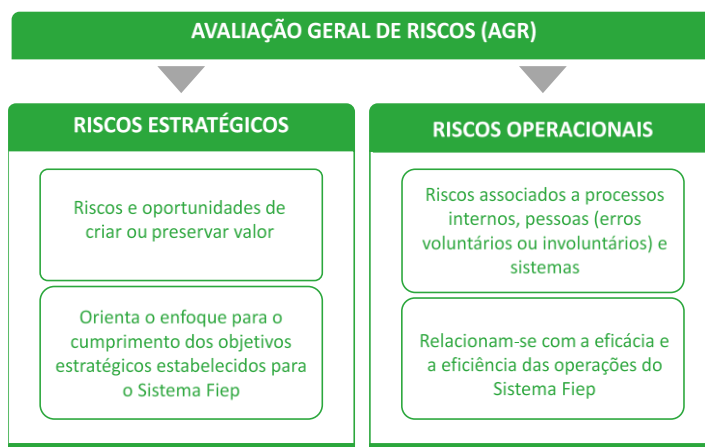 AVALIAÇÃO GERAL DE RISCOS (AGR)
RISCOS ESTRATÉGICOS
Riscos e oportunidades de
criar ou preservar valor
Orienta o enfoque para o
cumprimento dos objetivos
estratégicos estabelecidos para
o Sistema Fiep
RISCOS OPERACIONAIS
Riscos associados a processos
internos, pessoas (erros
voluntários ou involuntários) e
sistemas
Relacionam-se com a eficácia e
a eficiência das operações do
Sistema Fiep